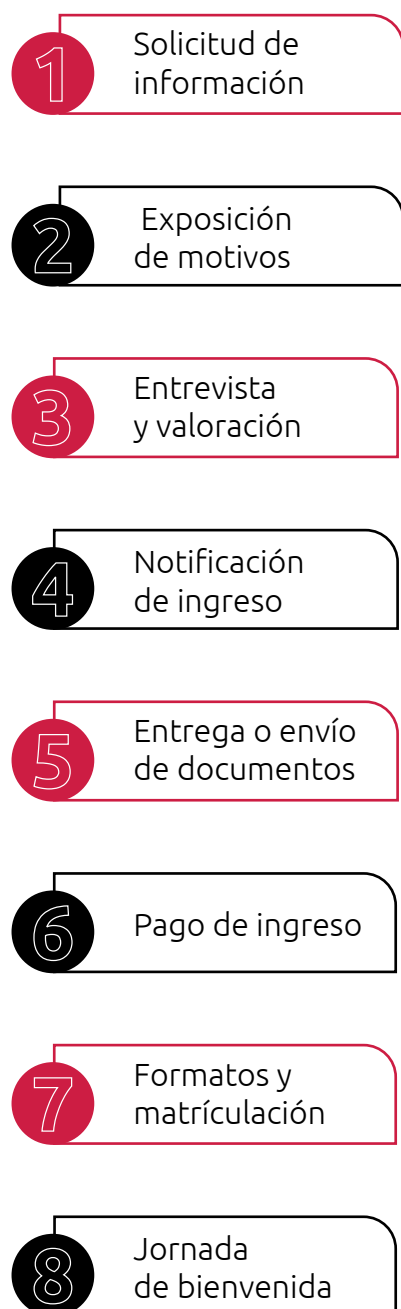 1
Solicitud de
información
2
Exposición
de motivos
3
Entrevista
y valoración
4
Notificación
de ingreso
5
Entrega o envío
de documentos
6
Pago de ingreso
7
Formatos y
matrículación
8
Jornada
de bienvenida